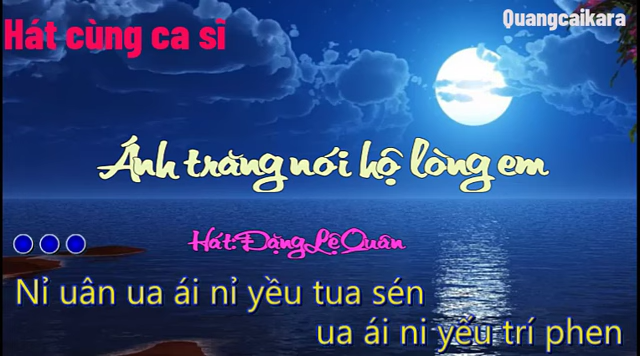 Hát cùng ca sĩ
Quangcaikara
Ánh trăng nói hộ lòng em
Hát:Đặng Lệ Quân
Nỉ uân ua ái nỉ yều tua sén
ua ái ni yếu trí phen